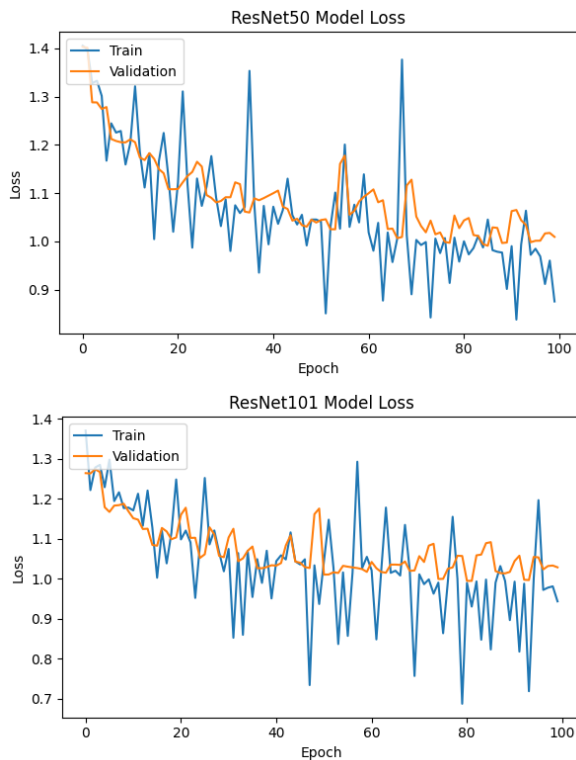 ResNet50 Model Loss
Train
Validation
1.4
1.3
1.2
1.1
1.0
0.9
Loss
0 20 40 60 80 100
Epoch
ResNet101 Model Loss
Train
Validation
1.4
1.3
1.2
1.1
1.0
0.9
0.8
0.7
Loss
0 20 40 60 80 100
Epoch